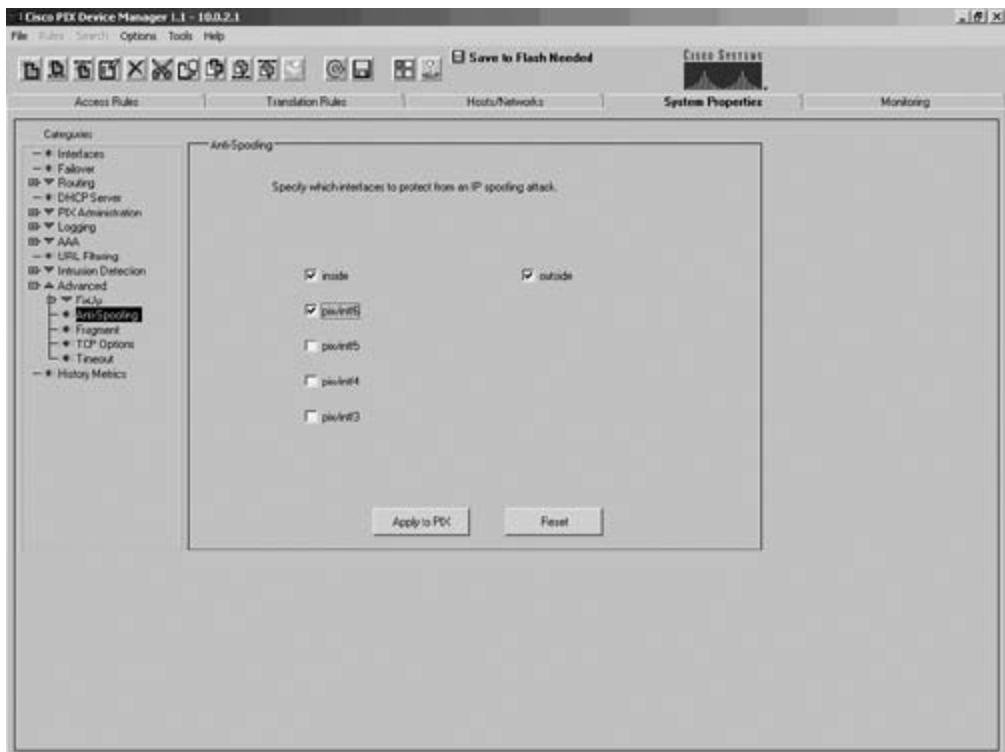 Cisco PIX Device Manager 1.1 - 10.0.2.1
File Rules Search Options Tools Help
Save to Flash Needed
CISCO SYSTEMS
Access Rules
Translation Rules
Hosts/Networks
System Properties
Monitoring
Categories
Interfaces
Failover
Routing
DHCP Server
PIX Administration
Logging
AAA
URL Filtering
Intrusion Detection
Advanced
FixUp
Anti-Spoofing
Fragment
TCP Options
Timeout
History Metrics
Anti-Spoofing
Specify which interfaces to protect from an IP spoofing attack.
inside
outside
pix/intf6
pix/intf5
pix/intf4
pix/intf3
Apply to PIX
Reset